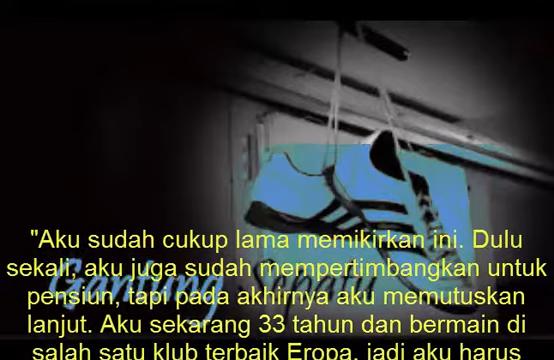 "Aku sudah cukup lama memikirkan ini. Dulu
sekali, aku juga sudah mempertimbangkan untuk
pensiun, tapi pada akhirnya aku memutuskan
lanjut. Aku sekarang 33 tahun dan bermain di
salah satu klub terbaik Eropa, jadi aku harus
Gantung Sepatu